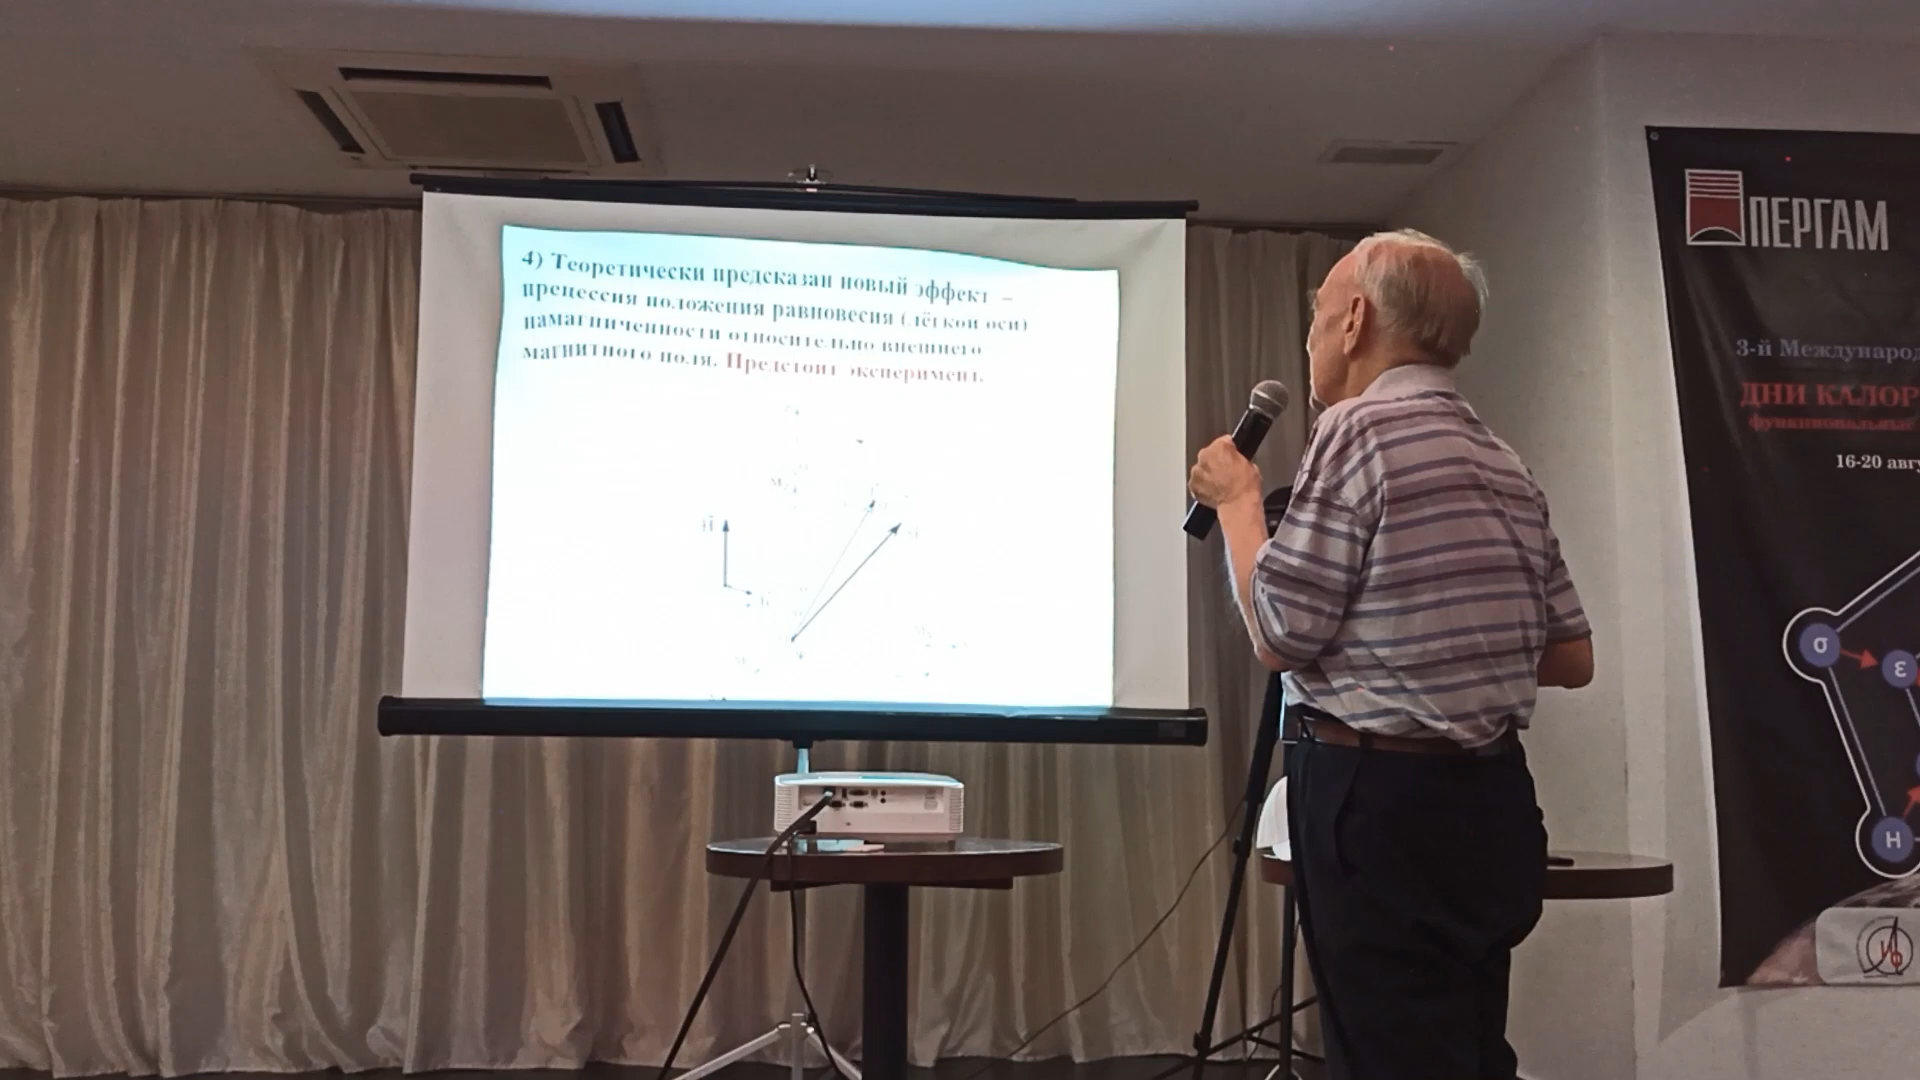 4) Теоретически предсказан новый эффект –
прецессия положения равновесия (лёгкой оси)
намагниченности относительно внешнего
магнитного поля. Предстоит эксперимент.
H
ПЕРГАМ
3-й Международ
ДНИ КАЛОР
функциональные
16-20 авгу
σ
ε
H